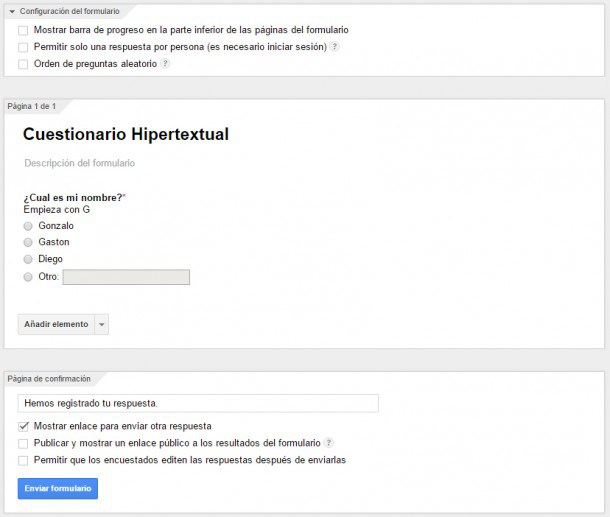 Configuración del formulario
Mostrar barra de progreso en la parte inferior de las páginas del formulario
Permitir solo una respuesta por persona (es necesario iniciar sesión) ?
Orden de preguntas aleatorio ?
Página 1 de 1
Cuestionario Hipertextual
Descripción del formulario
¿Cual es mi nombre?*
Empieza con G
Gonzalo
Gaston
Diego
Otro:
Añadir elemento
Página de confirmación
Hemos registrado tu respuesta.
Mostrar enlace para enviar otra respuesta
Publicar y mostrar un enlace público a los resultados del formulario ?
Permitir que los encuestados editen las respuestas después de enviarlas
Enviar formulario